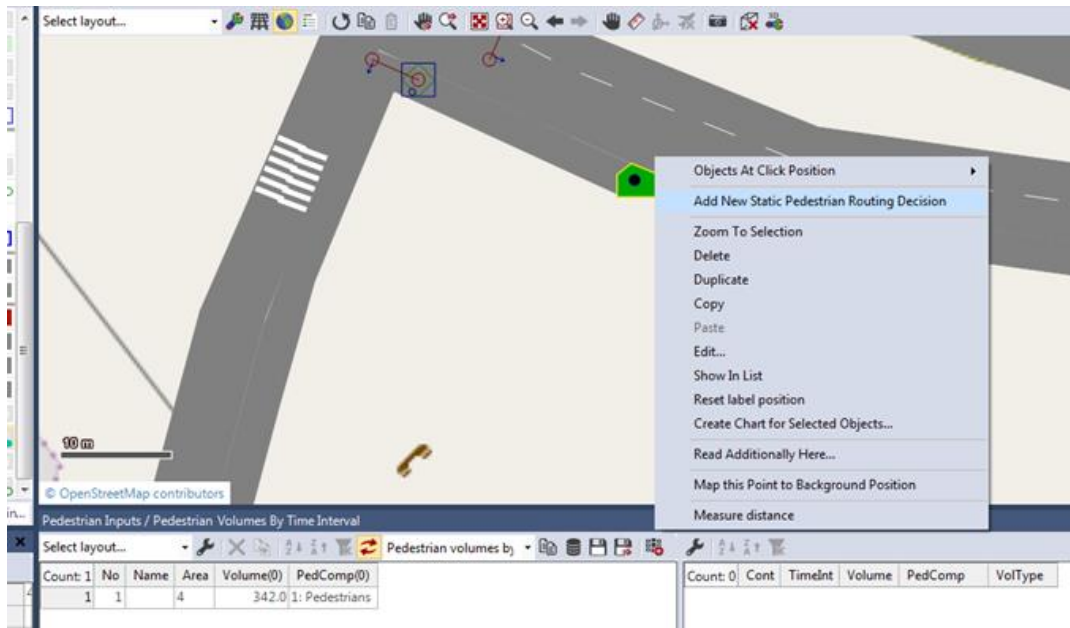 Select layout...
Objects At Click Position
Add New Static Pedestrian Routing Decision
Zoom To Selection
Delete
Duplicate
Copy
Paste
Edit...
Show In List
Reset label position
Create Chart for Selected Objects...
Read Additionally Here...
Map this Point to Background Position
Measure distance
10 m
© OpenStreetMap contributors
Pedestrian Inputs / Pedestrian Volumes By Time Interval
Select layout... Pedestrian volumes by
Count: 1 No Name Area Volume(0) PedComp(0)
1 1 4 342.0 1: Pedestrians
Count: 0 Cont TimeInt Volume PedComp VolType